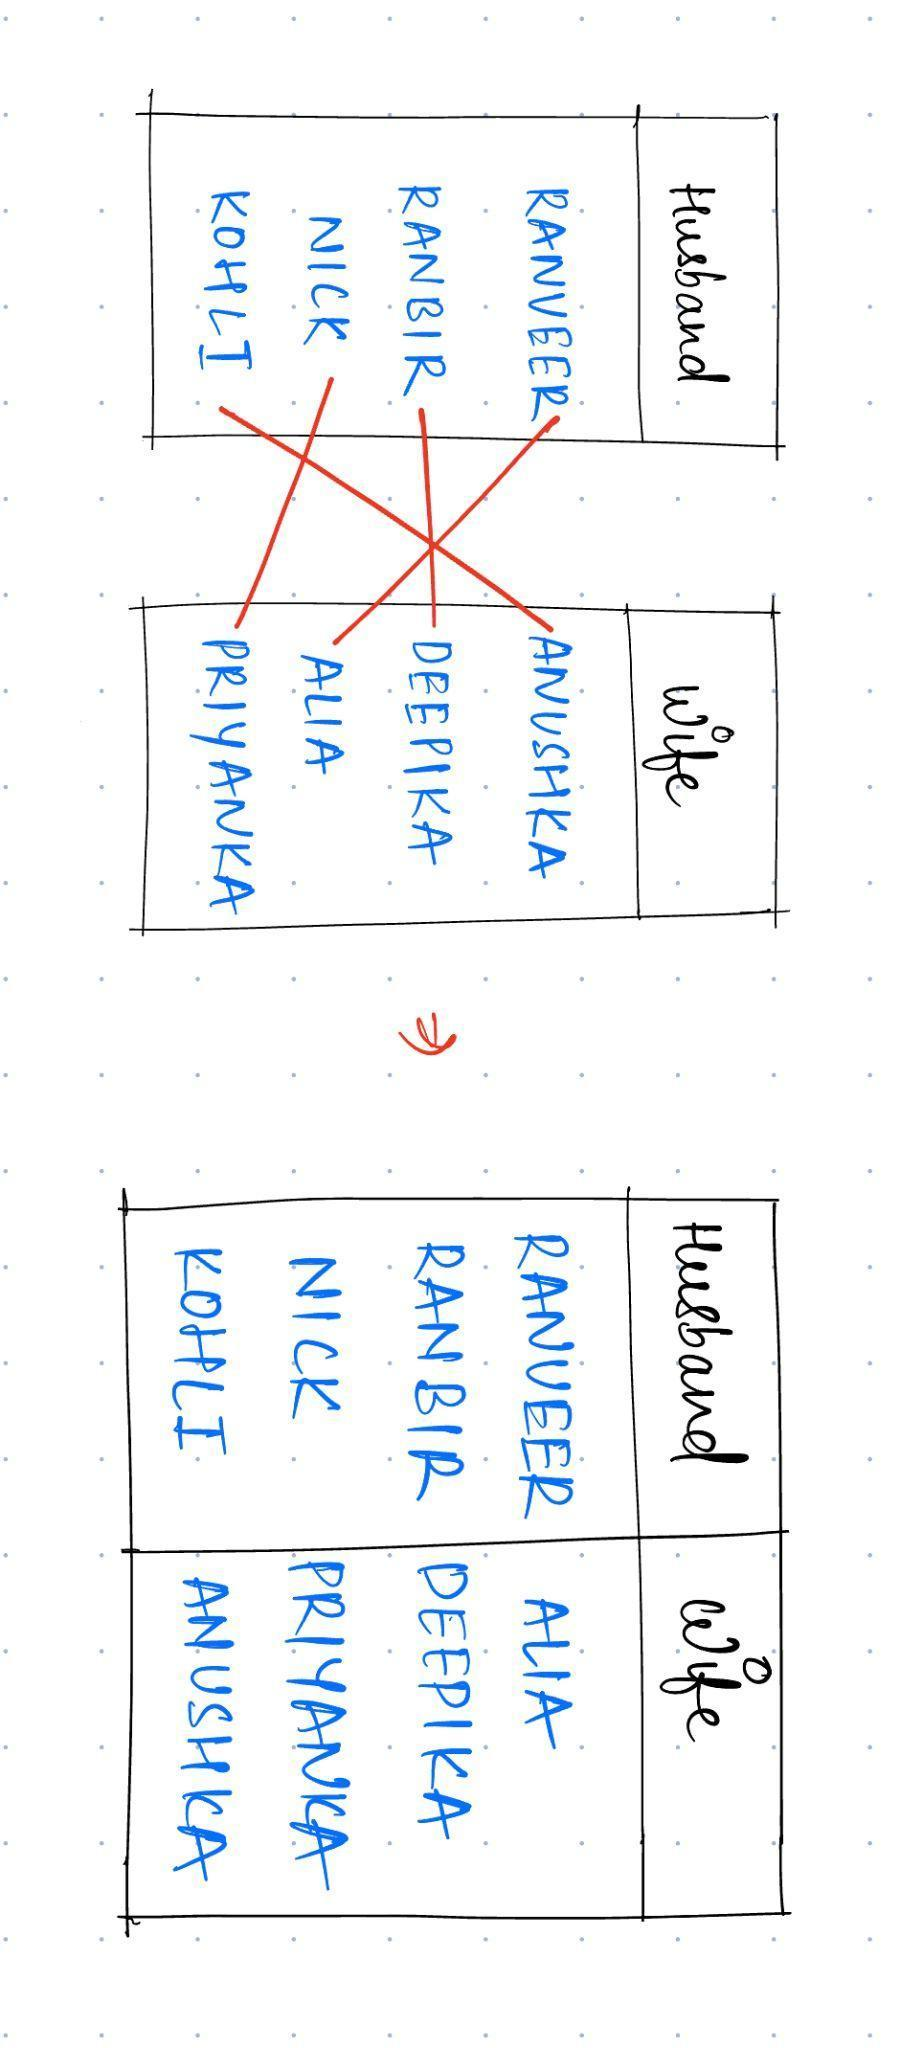 Husband
RANVEER
RANBIR
NICK
KOHLI
Wife
ANUSHKA
DEEPIKA
ALIA
PRIYANKA
Husband Wife
RANVEER ALIA
RANBIR DEEPIKA
NICK PRIYANKA
KOHLI ANUSHKA